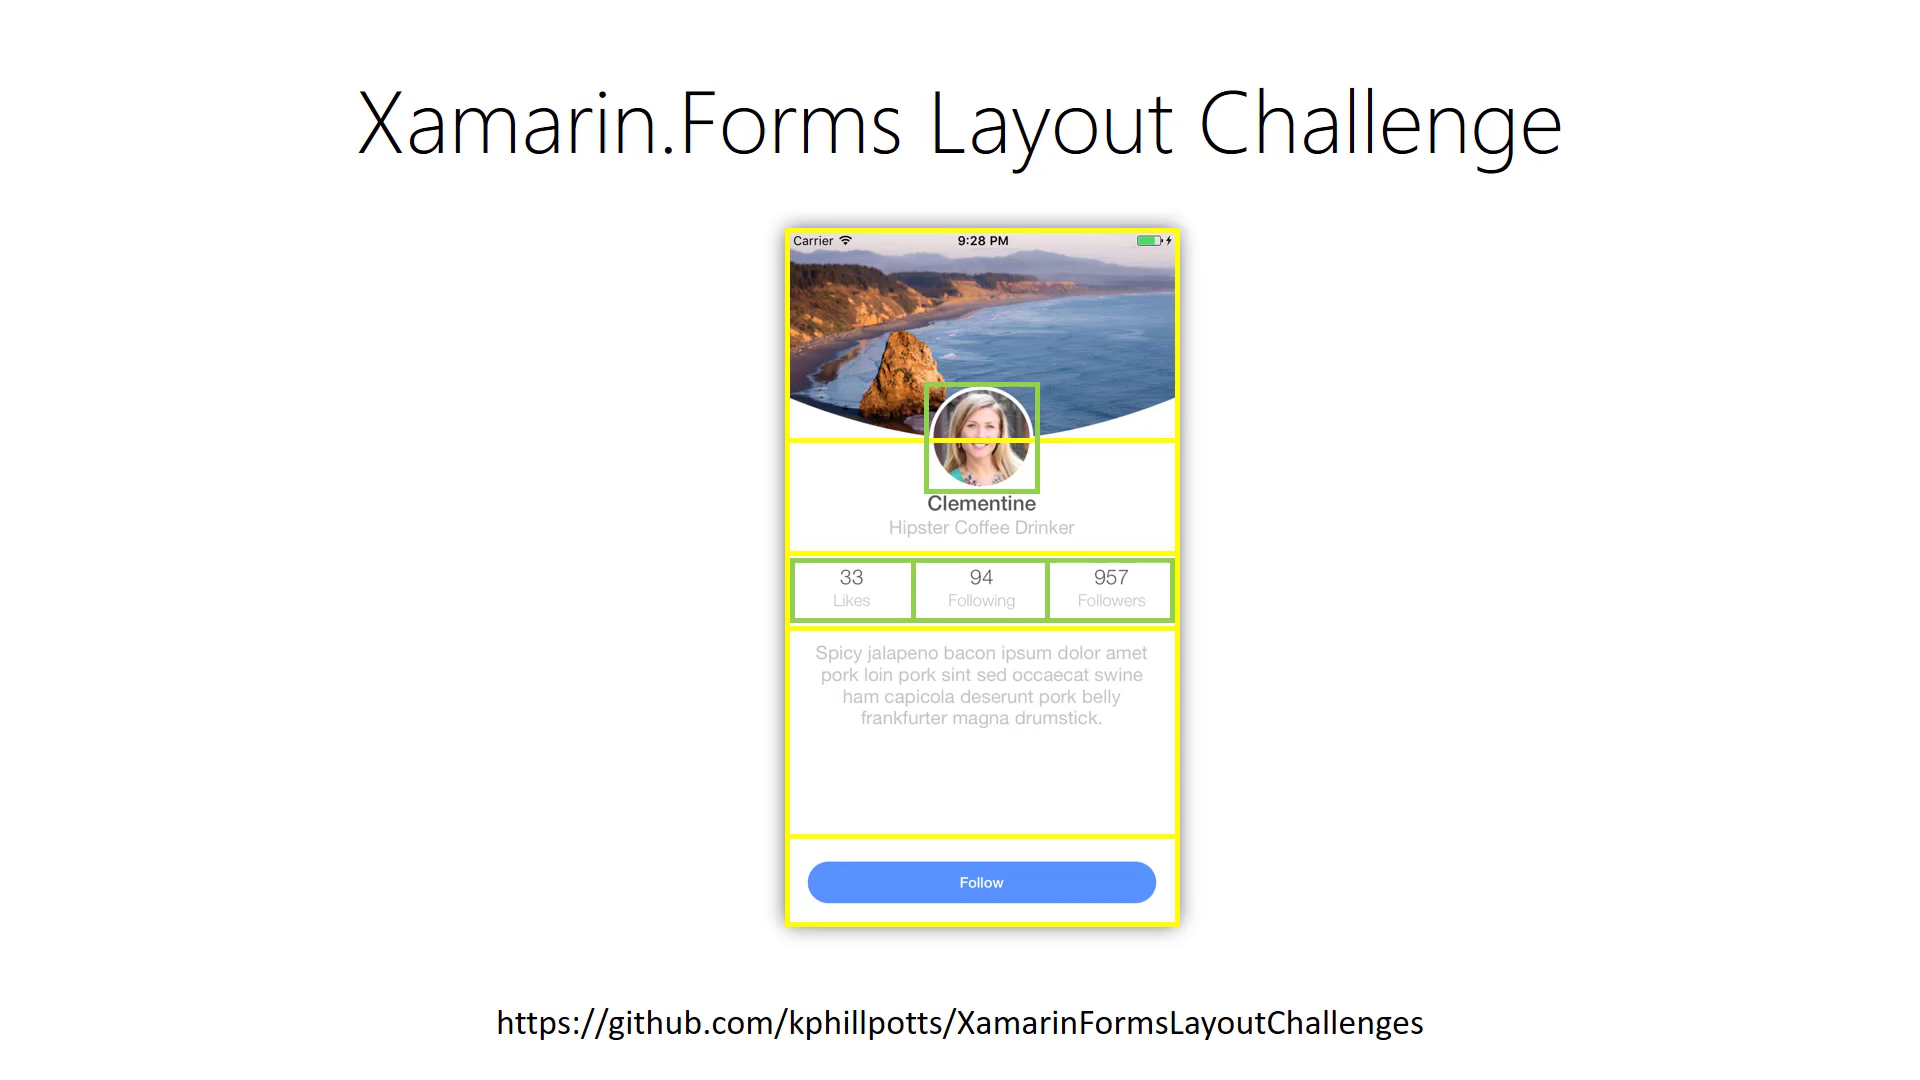 Xamarin.Forms Layout Challenge
Carrier 9:28 PM
Clementine
Hipster Coffee Drinker
33 94 957
Likes Following Followers
Spicy jalapeno bacon ipsum dolor amet
pork loin pork sint sed occaecat swine
ham capicola deserunt pork belly
frankfurter magna drumstick.
Follow
https://github.com/kphillpotts/XamarinFormsLayoutChallenges